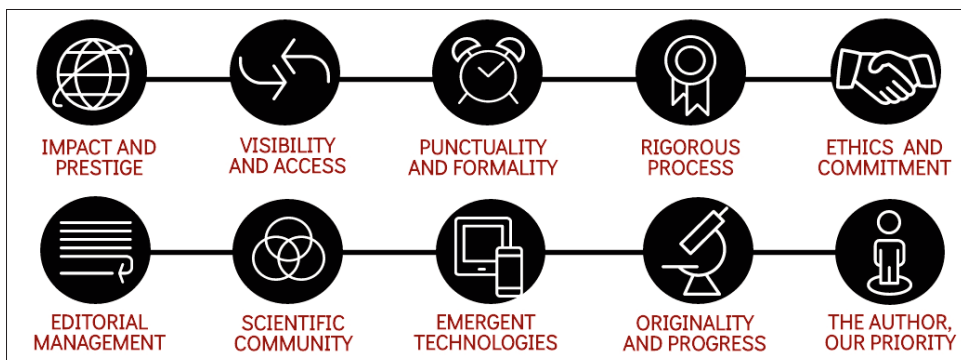 IMPACT AND
PRESTIGE
VISIBILITY
AND ACCESS
PUNCTUALITY
AND FORMALITY
RIGOROUS
PROCESS
ETHICS AND
COMMITMENT
EDITORIAL
MANAGEMENT
SCIENTIFIC
COMMUNITY
EMERGENT
TECHNOLOGIES
ORIGINALITY
AND PROGRESS
THE AUTHOR,
OUR PRIORITY